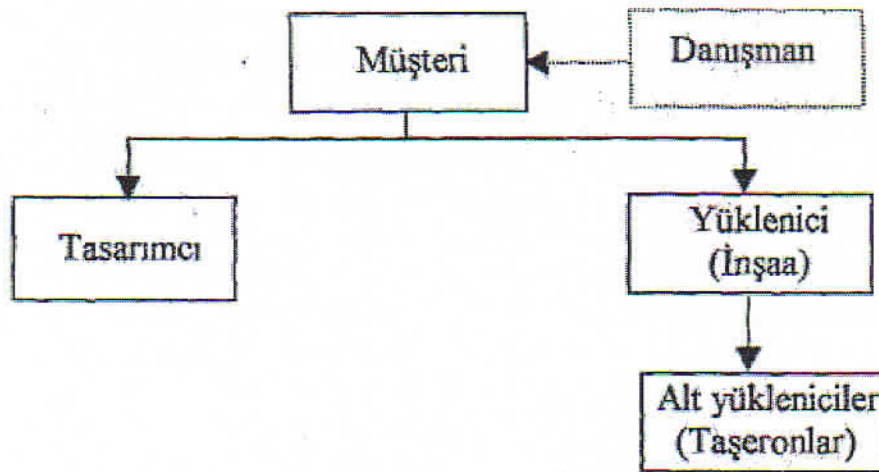 Müşteri
Danışman
Tasarımcı
Yüklenici
(İnşaa)
Alt yükleniciler
(Taşeronlar)